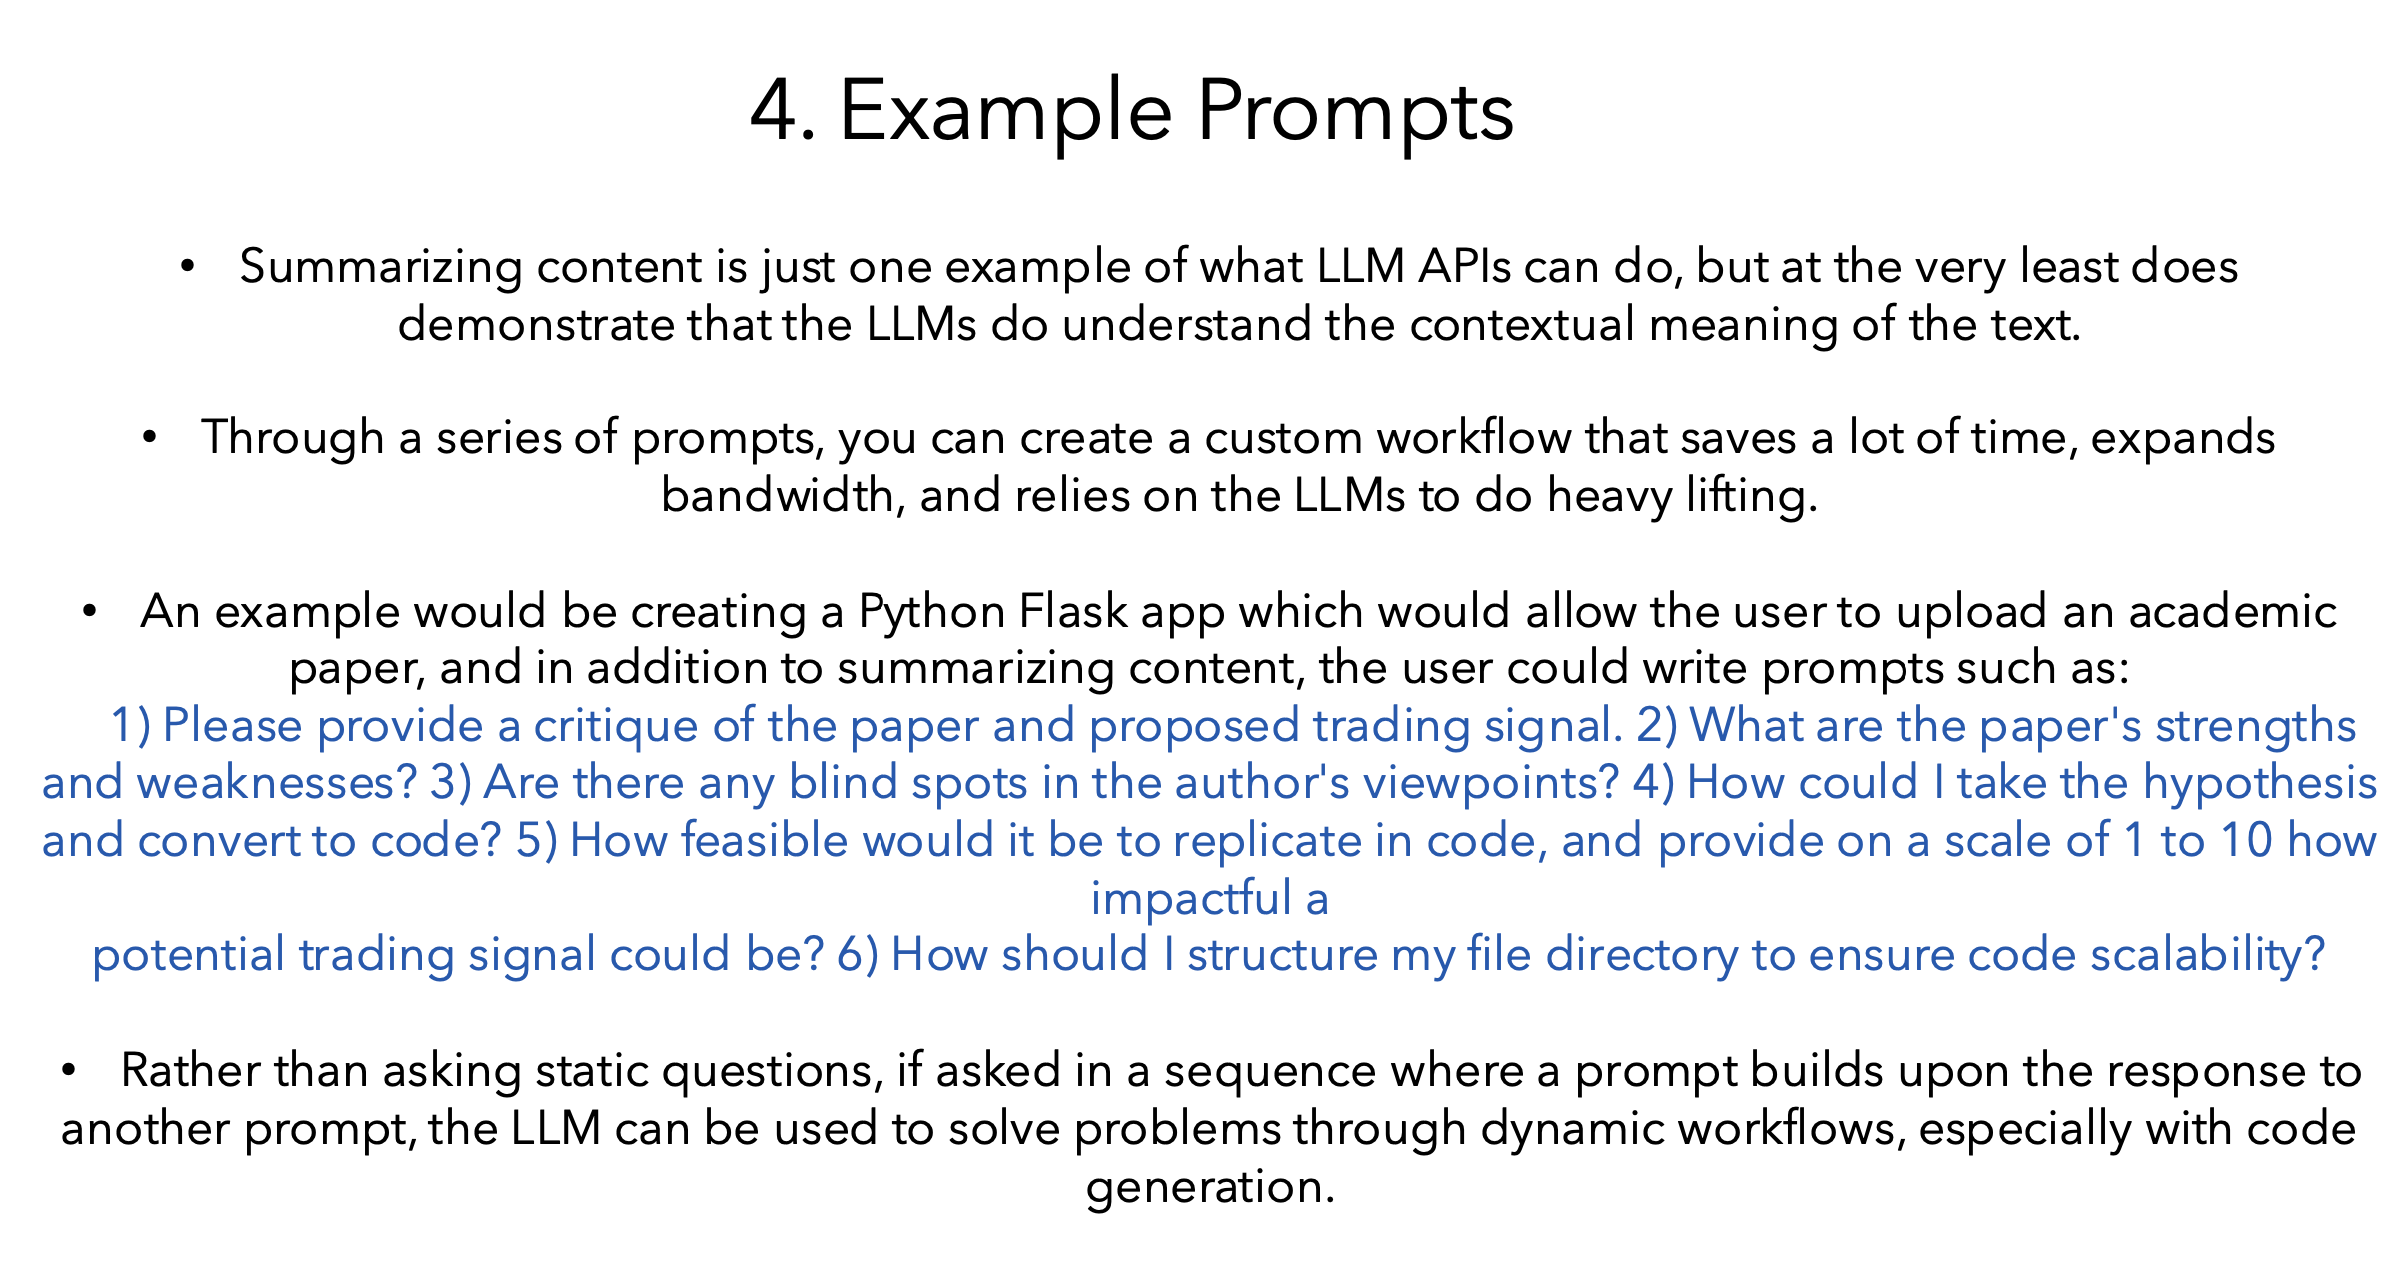 4. Example Prompts
• Summarizing content is just one example of what LLM APIs can do, but at the very least does
demonstrate that the LLMs do understand the contextual meaning of the text.
• Through a series of prompts, you can create a custom workflow that saves a lot of time, expands
bandwidth, and relies on the LLMs to do heavy lifting.
• An example would be creating a Python Flask app which would allow the user to upload an academic
paper, and in addition to summarizing content, the user could write prompts such as:
1) Please provide a critique of the paper and proposed trading signal. 2) What are the paper's strengths
and weaknesses? 3) Are there any blind spots in the author's viewpoints? 4) How could I take the hypothesis
and convert to code? 5) How feasible would it be to replicate in code, and provide on a scale of 1 to 10 how
impactful a
potential trading signal could be? 6) How should I structure my file directory to ensure code scalability?
• Rather than asking static questions, if asked in a sequence where a prompt builds upon the response to
another prompt, the LLM can be used to solve problems through dynamic workflows, especially with code
generation.